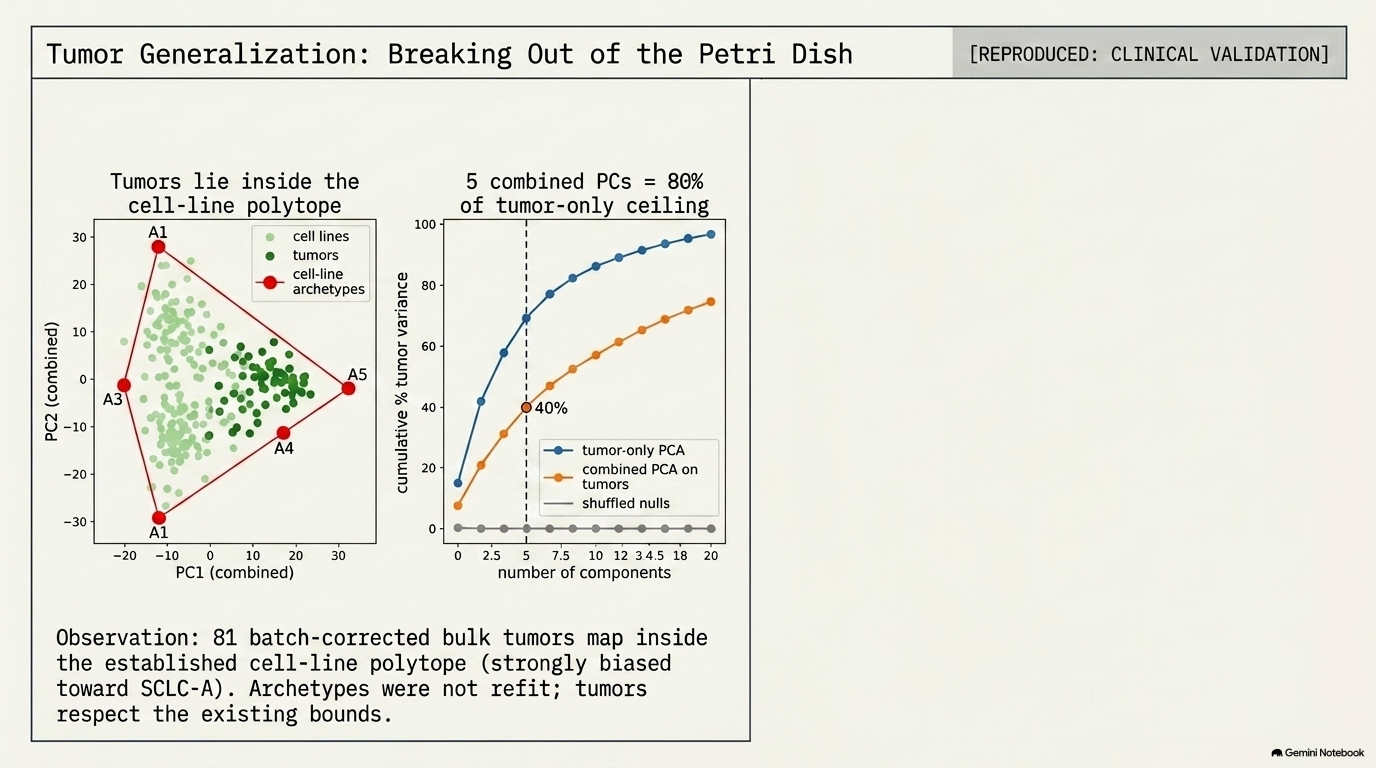 Tumor Generalization: Breaking Out of the Petri Dish
[REPRODUCED: CLINICAL VALIDATION]
Tumors lie inside the
cell-line polytope
30
20
10
0
−10
−20
−30
PC2 (combined)
A1
A3
A1
A4
A5
cell lines
tumors
cell-line
archetypes
−20
−10
0
10
20
30
PC1 (combined)
5 combined PCs = 80%
of tumor-only ceiling
100
80
60
40
20
0
cumulative % tumor variance
40%
tumor-only PCA
combined PCA on
tumors
shuffled nulls
0
2.5
5
7.5
10
12
3 4.5
18
20
number of components
Observation: 81 batch-corrected bulk tumors map inside
the established cell-line polytope (strongly biased
toward SCLC-A). Archetypes were not refit; tumors
respect the existing bounds.
Gemini Notebook